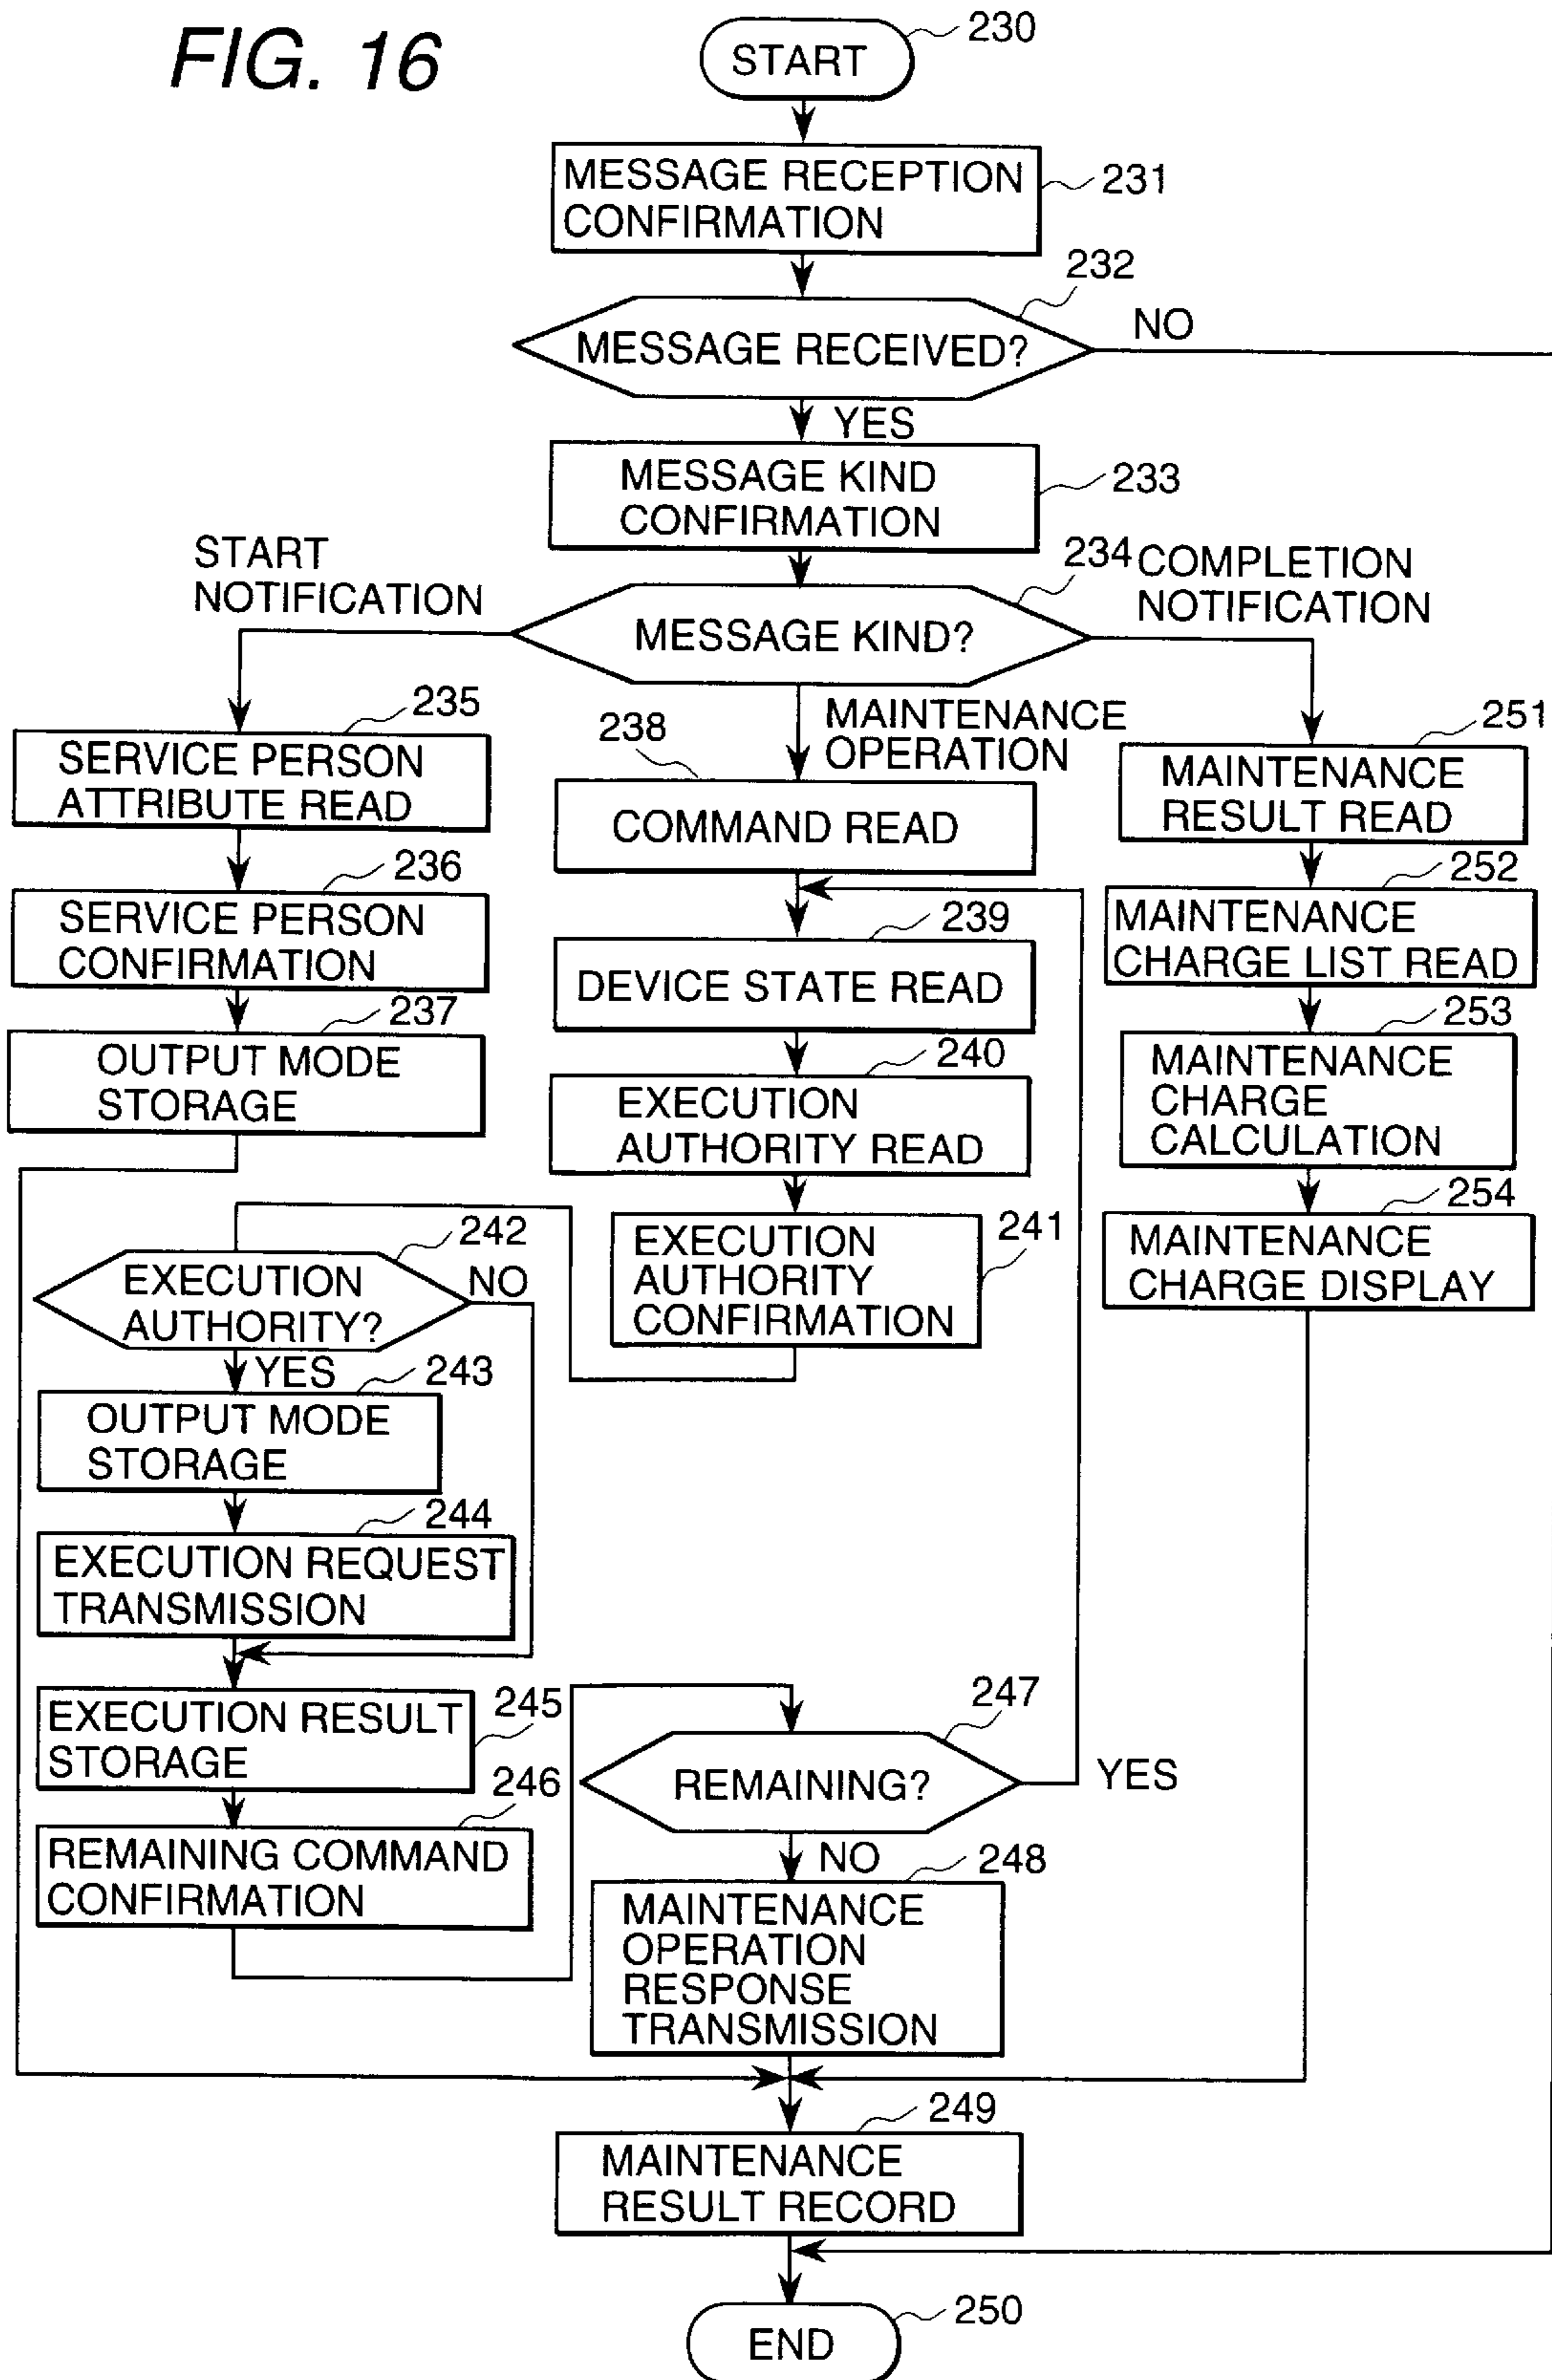 FIG. 16
230
START
MESSAGE RECEPTION
CONFIRMATION
231
232
MESSAGE RECEIVED?
NO
YES
MESSAGE KIND
CONFIRMATION
233
START
NOTIFICATION
234
COMPLETION
NOTIFICATION
MESSAGE KIND?
235
SERVICE PERSON
ATTRIBUTE READ
236
SERVICE PERSON
CONFIRMATION
237
OUTPUT MODE
STORAGE
238
MAINTENANCE
OPERATION
COMMAND READ
239
DEVICE STATE READ
240
EXECUTION
AUTHORITY READ
EXECUTION
AUTHORITY
CONFIRMATION
241
251
MAINTENANCE
RESULT READ
252
MAINTENANCE
CHARGE LIST READ
253
MAINTENANCE
CHARGE
CALCULATION
254
MAINTENANCE
CHARGE DISPLAY
242
EXECUTION
AUTHORITY?
NO
YES
243
OUTPUT MODE
STORAGE
244
EXECUTION REQUEST
TRANSMISSION
EXECUTION RESULT
STORAGE
245
246
REMAINING COMMAND
CONFIRMATION
247
REMAINING?
YES
NO
248
MAINTENANCE
OPERATION
RESPONSE
TRANSMISSION
249
MAINTENANCE
RESULT RECORD
250
END